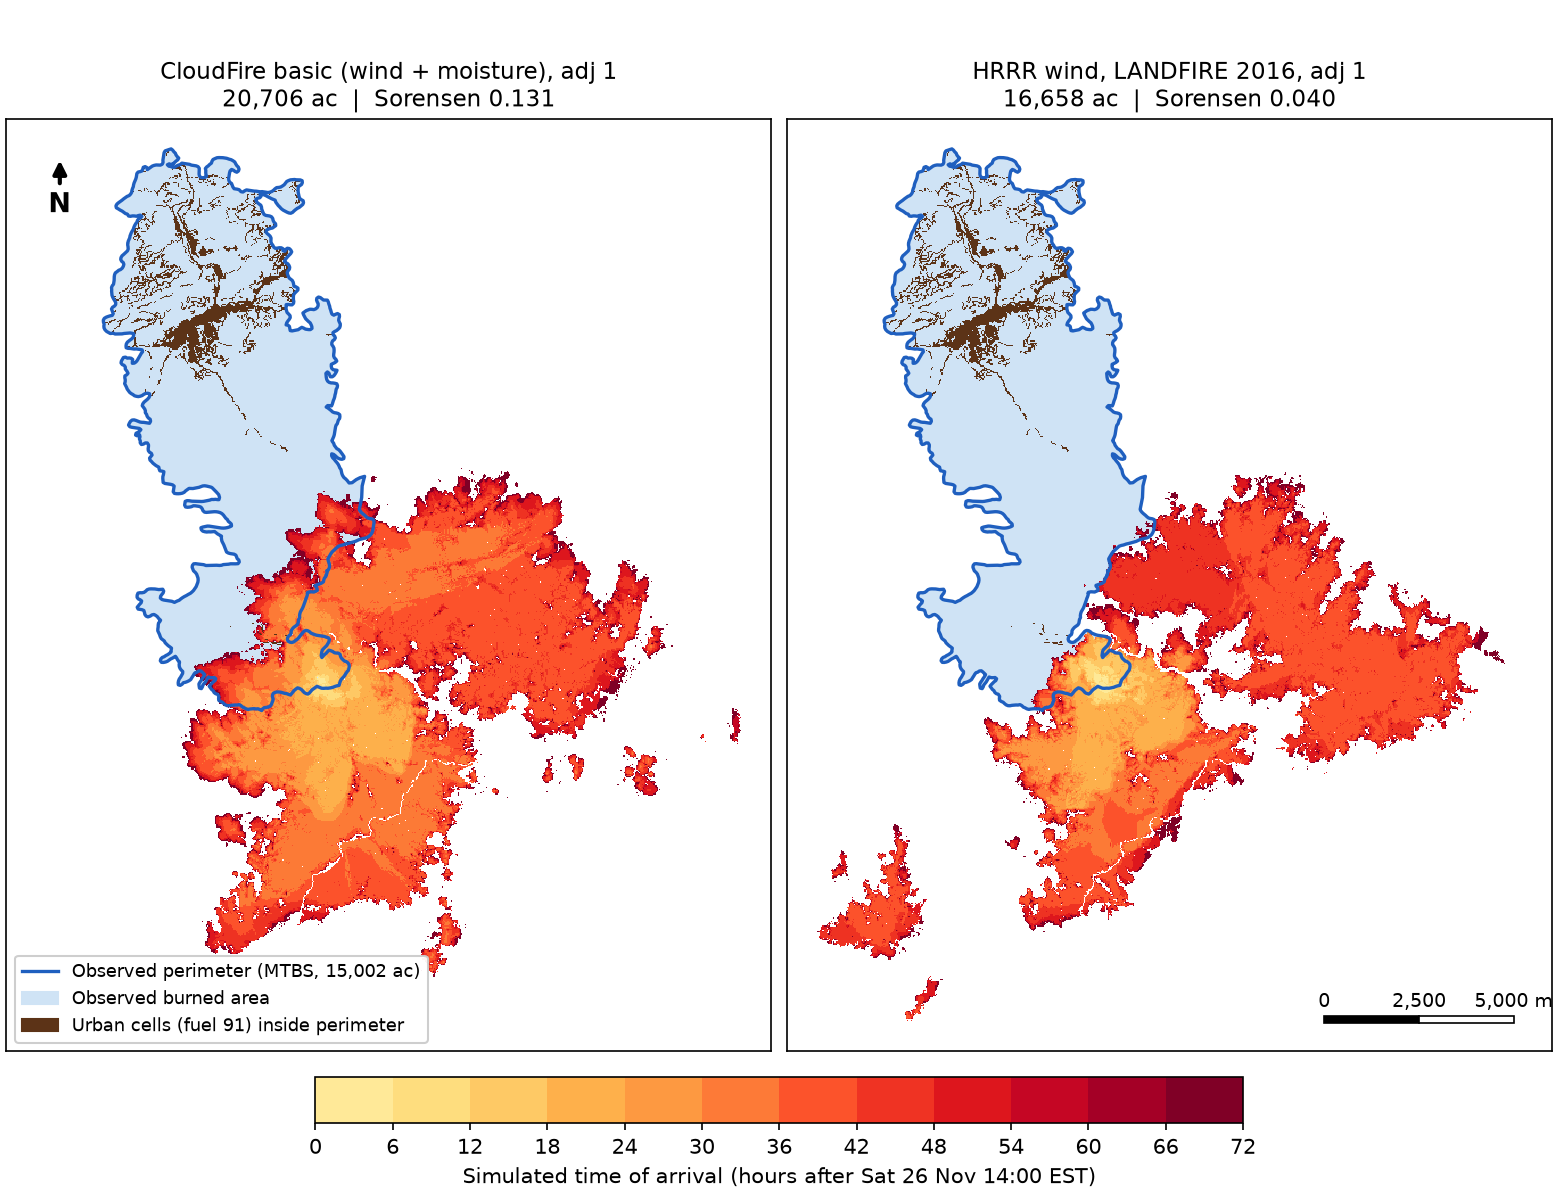 CloudFire basic (wind + moisture), adj 1
20,706 ac | Sorensen 0.131
HRRR wind, LANDFIRE 2016, adj 1
16,658 ac | Sorensen 0.040
N
Observed perimeter (MTBS, 15,002 ac)
Observed burned area
Urban cells (fuel 91) inside perimeter
0 2,500 5,000 m
0 6 12 18 24 30 36 42 48 54 60 66 72
Simulated time of arrival (hours after Sat 26 Nov 14:00 EST)